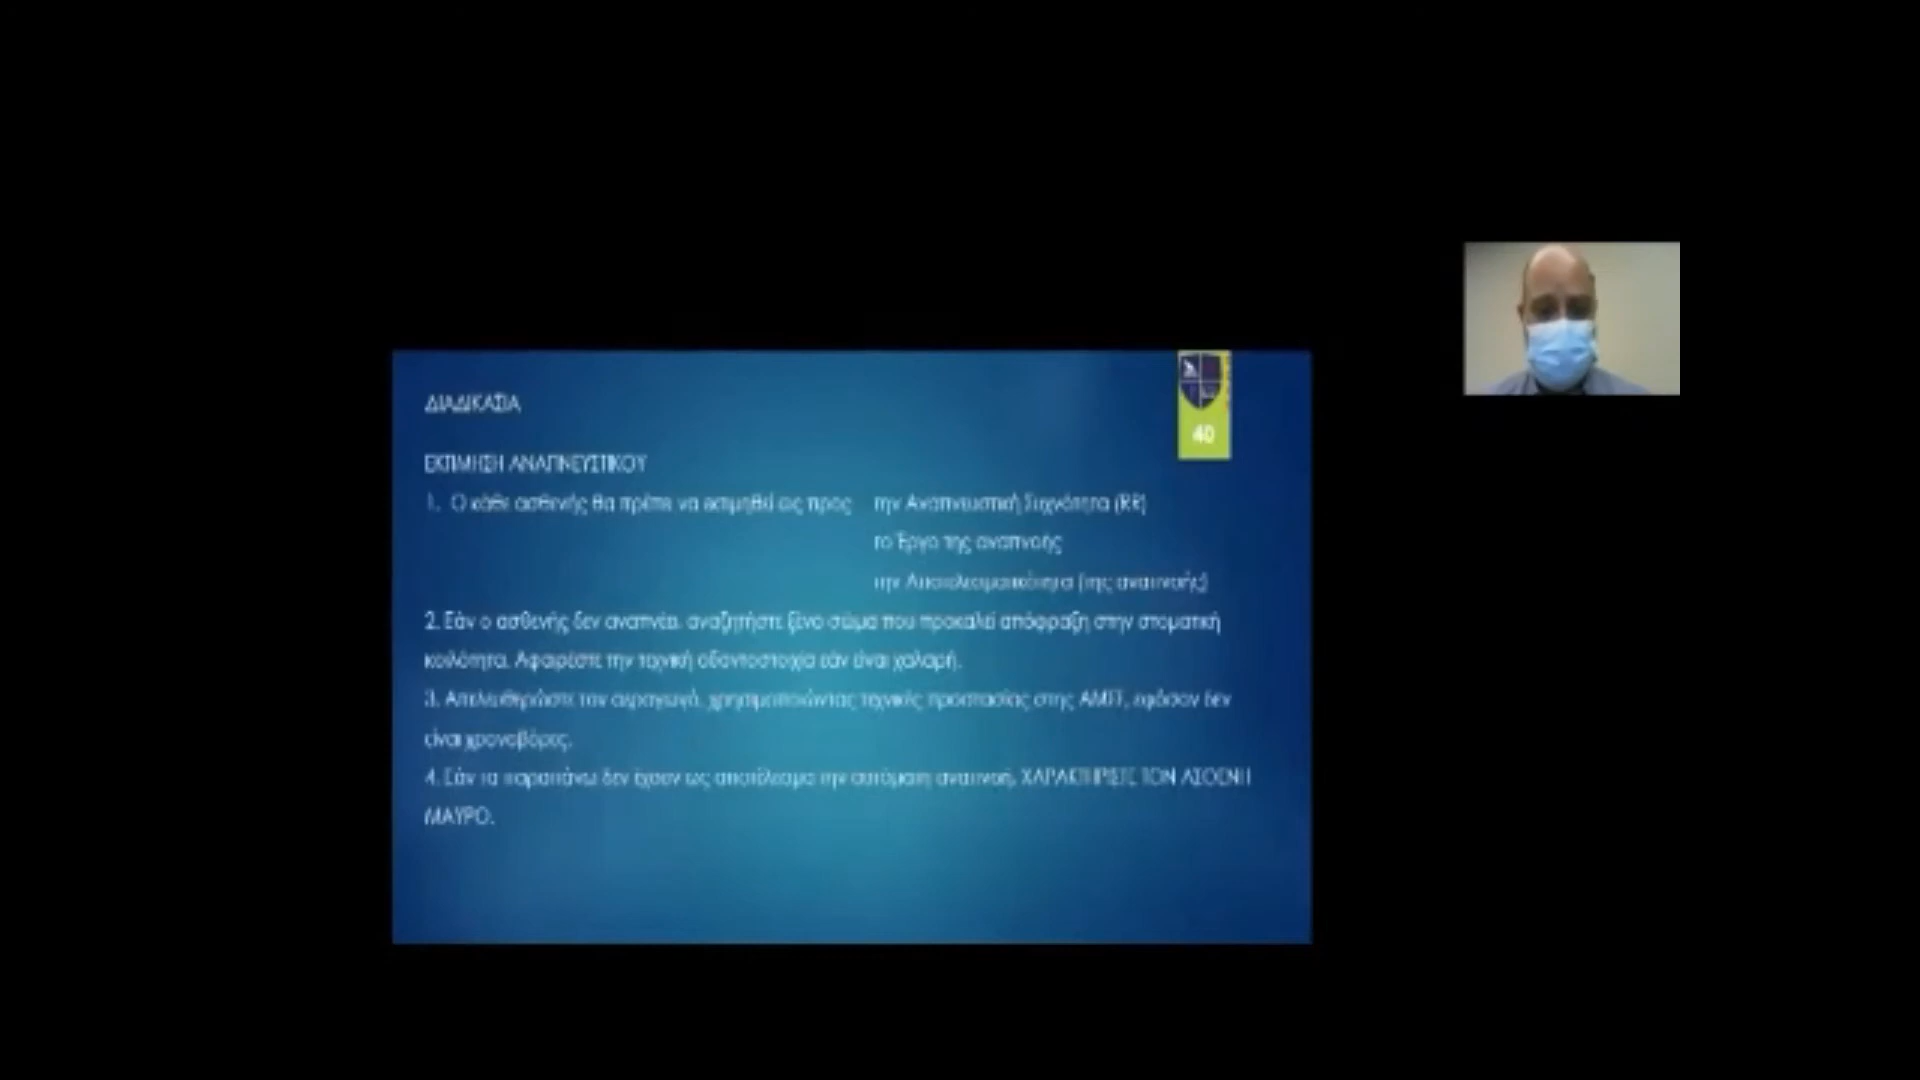 ΔΙΑΔΙΚΑΣΙΑ
40
ΕΚΤΙΜΗΣΗ ΑΝΑΠΝΕΥΣΤΙΚΟΥ
1. Ο κάθε ασθενής θα πρέπει να εκτιμηθεί ως προς την Αναπνευστική Συχνότητα (RR)
το Έργο της αναπνοής
την Αποτελεσματικότητα (της αναπνοής)
2. Εάν ο ασθενής δεν αναπνέει, αναζητήστε ξένο σώμα που προκαλεί απόφραξη στην στοματική
κοιλότητα. Αφαιρέστε την τεχνική οδοντοστοιχία εάν είναι χαλαρή.
3. Απελευθερώστε τον αεραγωγό, χρησιμοποιώντας τεχνικές προστασίας στης ΑΜΣΣ, εφόσον δεν
είναι χρονοβόρες.
4. Εάν τα παραπάνω δεν έχουν ως αποτέλεσμα την αυτόματη αναπνοή, ΧΑΡΑΚΤΗΡΙΣΤΕ ΤΟΝ ΑΣΘΕΝΗ
ΜΑΥΡΟ.